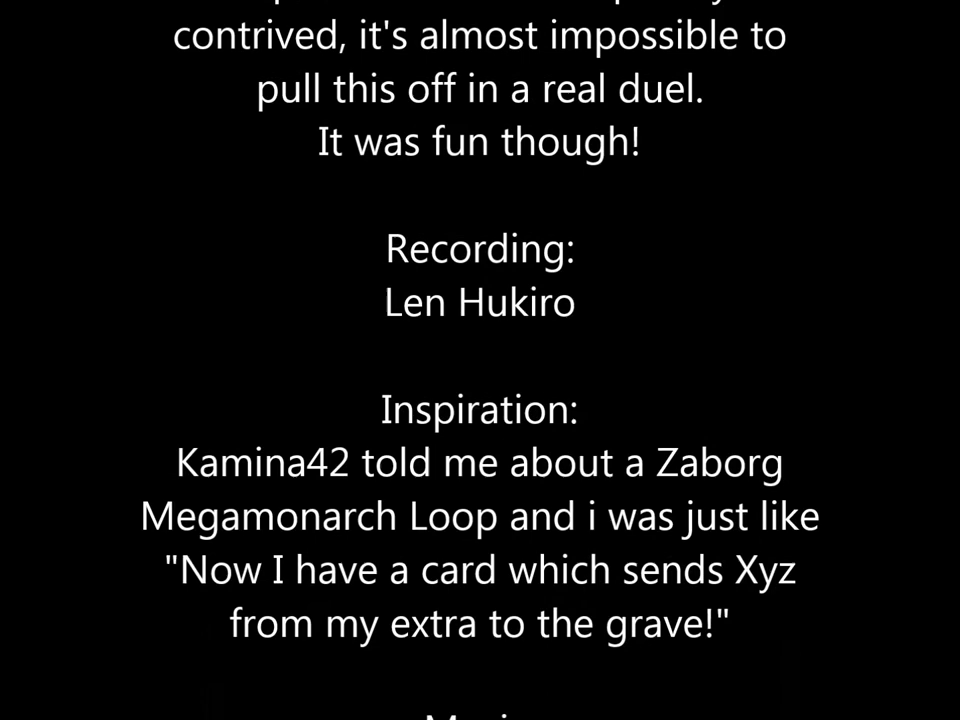 contrived, it's almost impossible to
pull this off in a real duel.
It was fun though!
Recording:
Len Hukiro
Inspiration:
Kamina42 told me about a Zaborg
Megamonarch Loop and i was just like
"Now I have a card which sends Xyz
from my extra to the grave!"